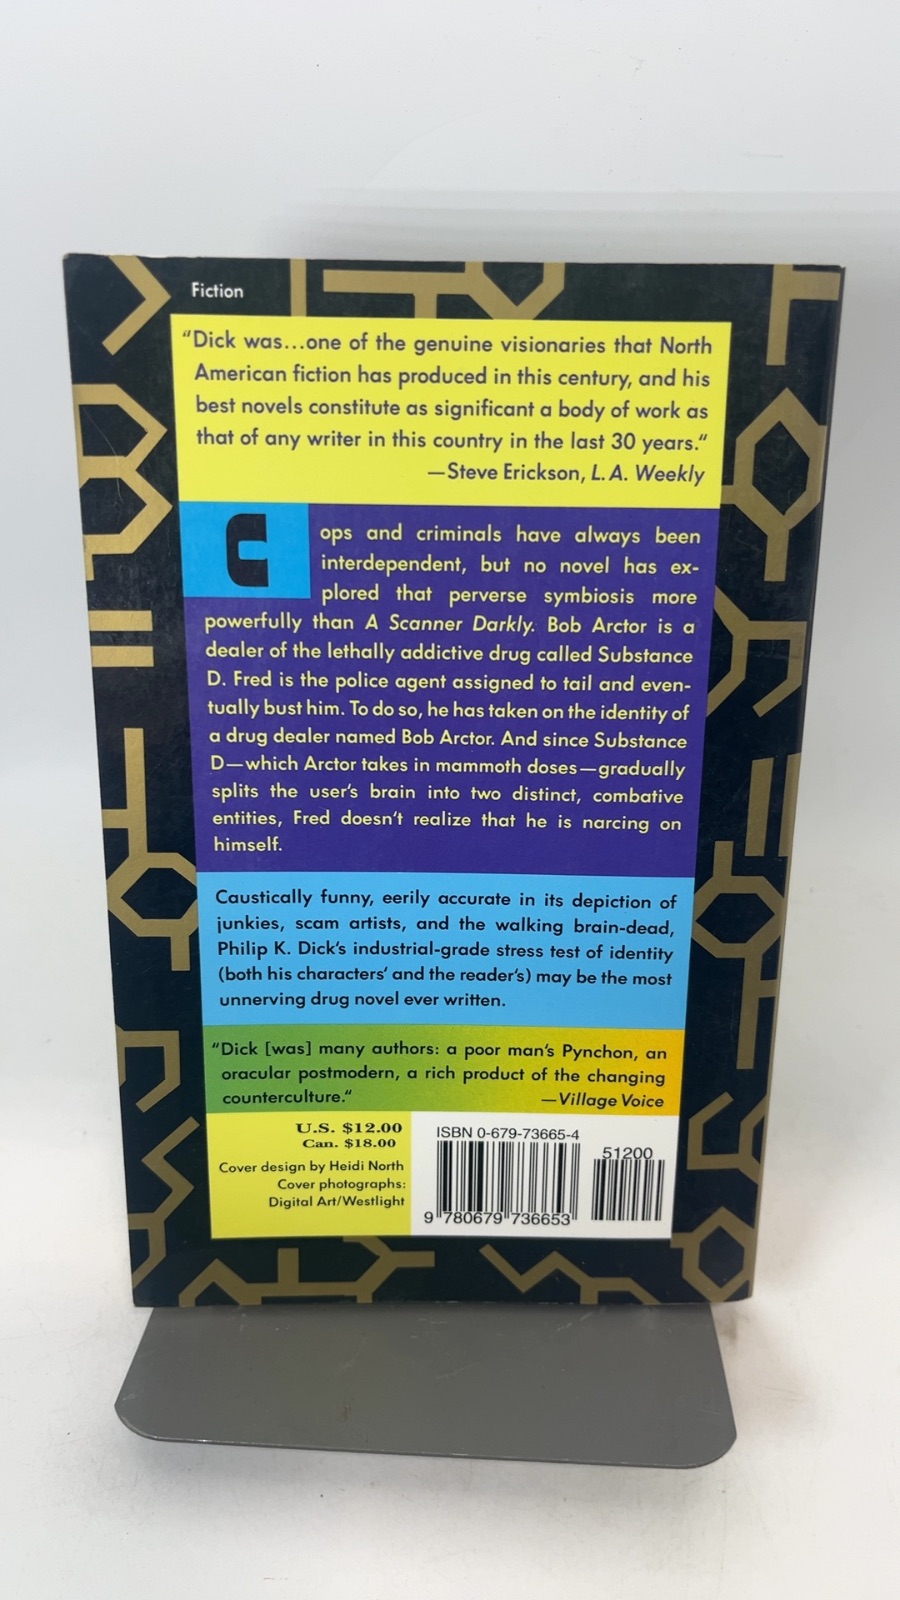 Fiction
"Dick was...one of the genuine visionaries that North
American fiction has produced in this century, and his
best novels constitute as significant a body of work as
that of any writer in this country in the last 30 years."
—Steve Erickson, L.A. Weekly
Cops and criminals have always been
interdependent, but no novel has ex-
plored that perverse symbiosis more
powerfully than A Scanner Darkly. Bob Arctor is a
dealer of the lethally addictive drug called Substance
D. Fred is the police agent assigned to tail and even-
tually bust him. To do so, he has taken on the identity of
a drug dealer named Bob Arctor. And since Substance
D—which Arctor takes in mammoth doses—gradually
splits the user's brain into two distinct, combative
entities, Fred doesn't realize that he is narcing on
himself.
Caustically funny, eerily accurate in its depiction of
junkies, scam artists, and the walking brain-dead,
Philip K. Dick's industrial-grade stress test of identity
(both his characters' and the reader's) may be the most
unnerving drug novel ever written.
"Dick [was] many authors: a poor man's Pynchon, an
oracular postmodern, a rich product of the changing
counterculture."
—Village Voice
U.S. $12.00
Can. $18.00
Cover design by Heidi North
Cover photographs:
Digital Art/Westlight
ISBN 0-679-73665-4
51200
9 780679 736653